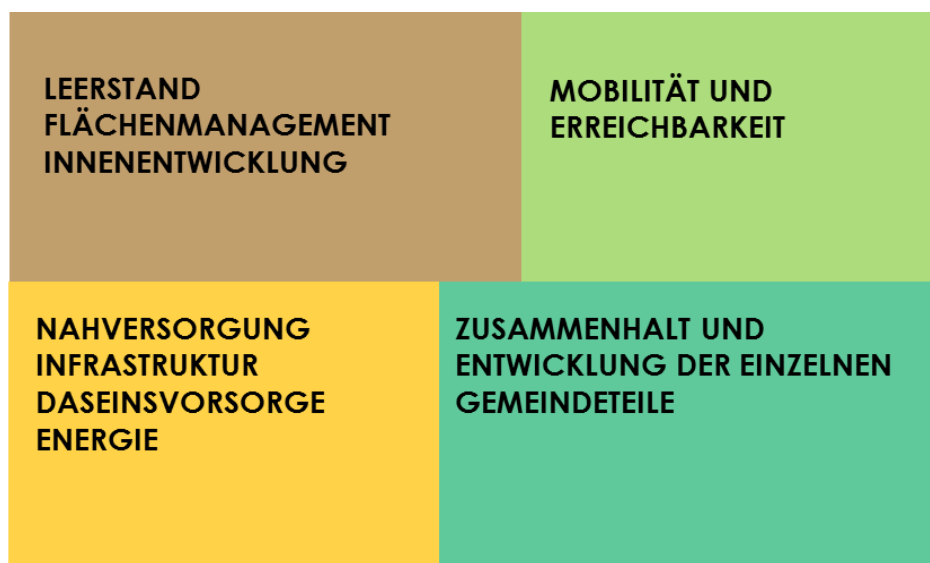 LEERSTAND
FLÄCHENMANAGEMENT
INNENENTWICKLUNG
MOBILITÄT UND
ERREICHBARKEIT
NAHVERSORGUNG
INFRASTRUKTUR
DASEINSVORSORGE
ENERGIE
ZUSAMMENHALT UND
ENTWICKLUNG DER EINZELNEN
GEMEINDETEILE